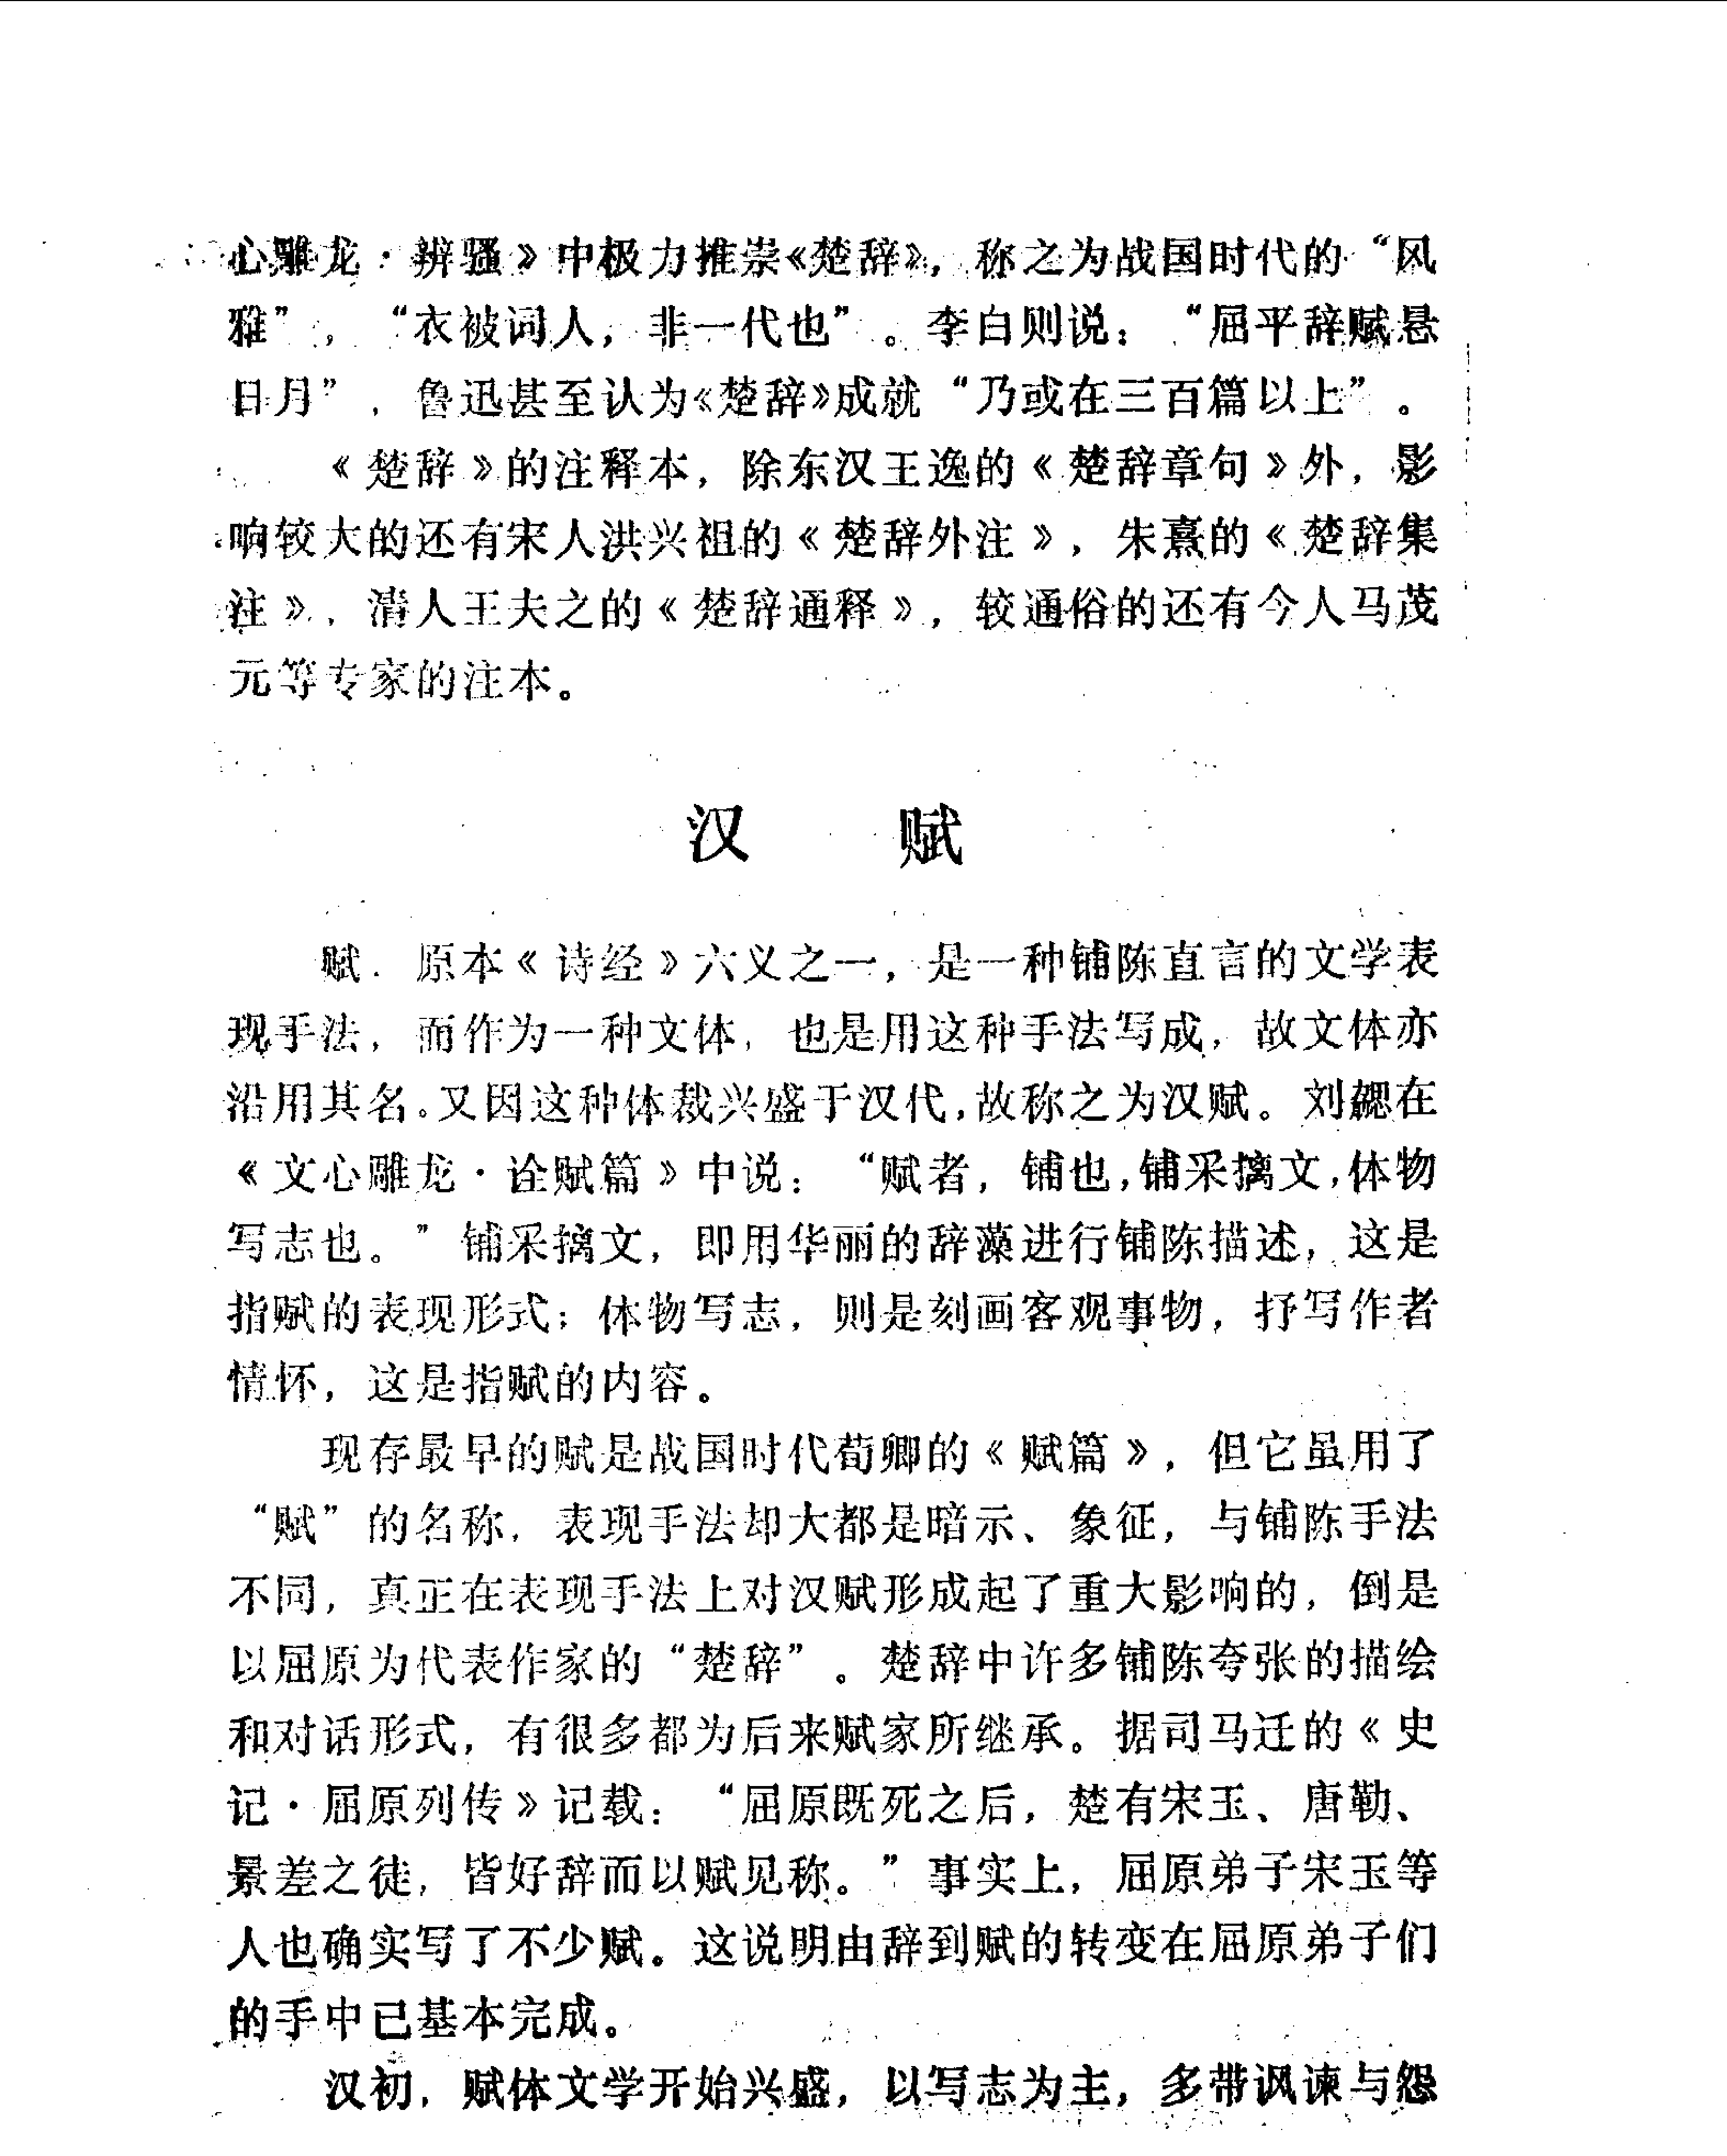 心雕龙·辨骚》中极力推崇《楚辞》，称之为战国时代的“风
雅”，“衣被词人，非一代也”。李白则说：“屈平辞赋悬
日月”，鲁迅甚至认为《楚辞》成就“乃或在三百篇以上”。
《楚辞》的注释本，除东汉王逸的《楚辞章句》外，影
响较大的还有宋人洪兴祖的《楚辞外注》，朱熹的《楚辞集
注》，清人王夫之的《楚辞通释》，较通俗的还有今人马茂
元等专家的注本。
汉 赋
赋，原本《诗经》六义之一，是一种铺陈直言的文学表
现手法，而作为一种文体，也是用这种手法写成，故文体亦
沿用其名。又因这种体裁兴盛于汉代，故称之为汉赋。刘勰在
《文心雕龙·诠赋篇》中说：“赋者，铺也，铺采摛文，体物
写志也。”铺采摛文，即用华丽的辞藻进行铺陈描述，这是
指赋的表现形式；体物写志，则是刻画客观事物，抒写作者
情怀，这是指赋的内容。
现存最早的赋是战国时代荀卿的《赋篇》，但它虽用了
“赋”的名称，表现手法却大都是暗示、象征，与铺陈手法
不同，真正在表现手法上对汉赋形成起了重大影响的，倒是
以屈原为代表作家的“楚辞”。楚辞中许多铺陈夸张的描绘
和对话形式，有很多都为后来赋家所继承。据司马迁的《史
记·屈原列传》记载：“屈原既死之后，楚有宋玉、唐勒、
景差之徒，皆好辞而以赋见称。”事实上，屈原弟子宋玉等
人也确实写了不少赋。这说明由辞到赋的转变在屈原弟子们
的手中已基本完成。
汉初，赋体文学开始兴盛，以写志为主，多带讽谏与怨